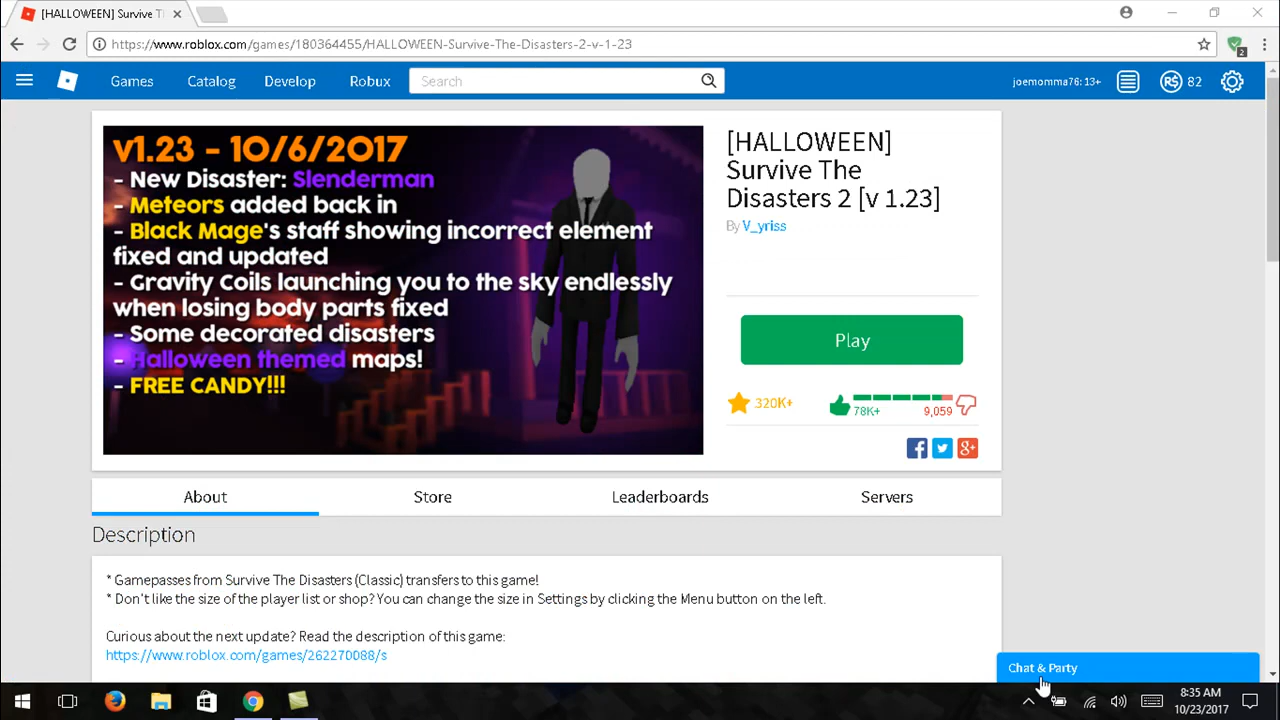 [HALLOWEEN] Survive Th
https://www.roblox.com/games/180364455/HALLOWEEN-Survive-The-Disasters-2-v-1-23
2
Games Catalog Develop Robux Search joemomma76: 13+ R$ 82
v1.23 - 10/6/2017
- New Disaster: Slenderman
- Meteors added back in
- Black Mage's staff showing incorrect element
fixed and updated
- Gravity Coils launching you to the sky endlessly
when losing body parts fixed
- Some decorated disasters
- Halloween themed maps!
- FREE CANDY!!!
[HALLOWEEN]
Survive The
Disasters 2 [v 1.23]
By V_yriss
Play
320K+ 78K+ 9,059
About Store Leaderboards Servers
Description
* Gamepasses from Survive The Disasters (Classic) transfers to this game!
* Don't like the size of the player list or shop? You can change the size in Settings by clicking the Menu button on the left.
Curious about the next update? Read the description of this game:
https://www.roblox.com/games/262270088/s
Chat & Party
8:35 AM
10/23/2017